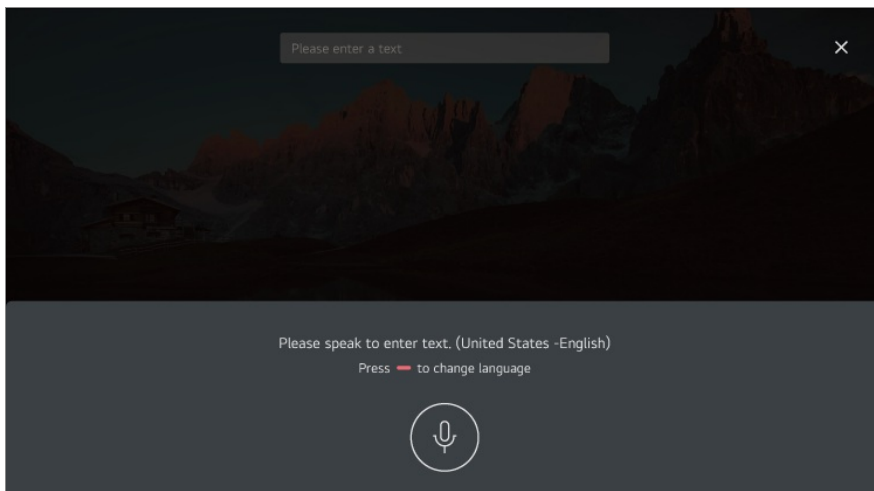 Please enter a text
Please speak to enter text. (United States -English)
Press to change language